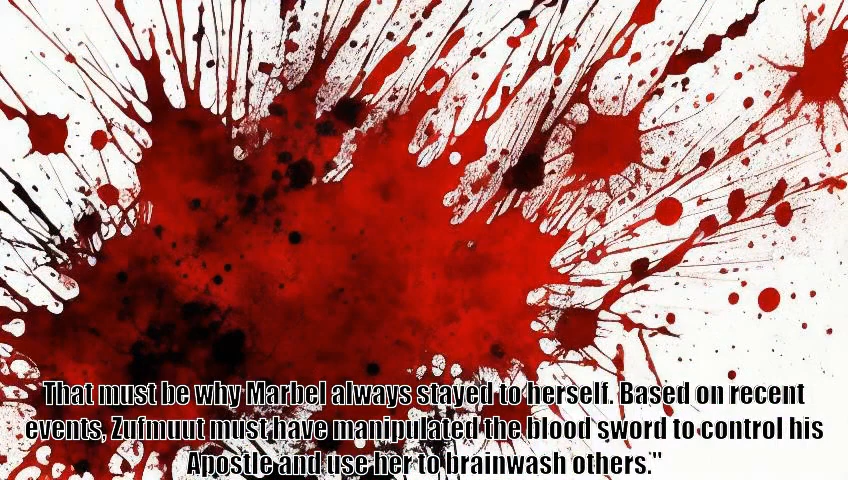 That must be why Marbel always stayed to herself. Based on recent
events, Zufmuut must have manipulated the blood sword to control his
Apostle and use her to brainwash others."